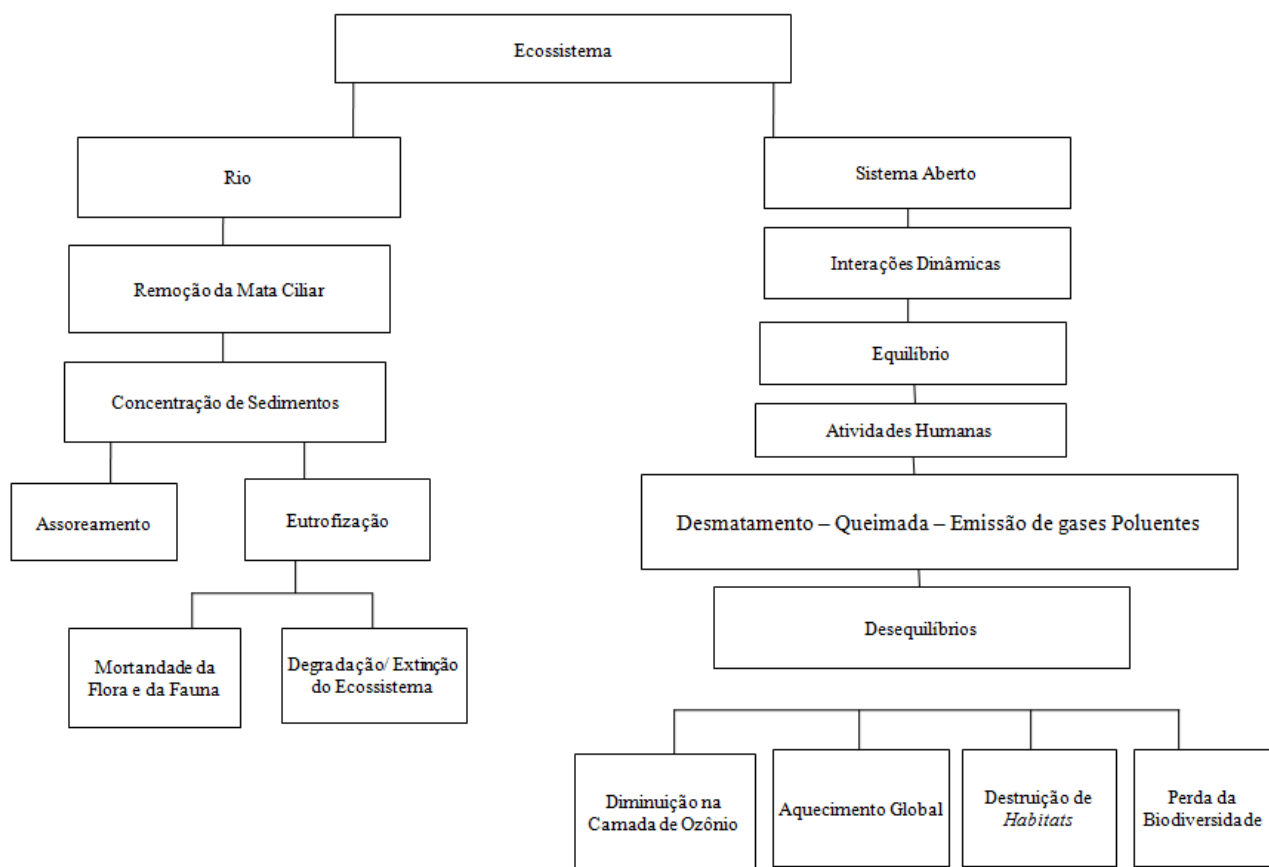 Ecossistema
Rio
Remoção da Mata Ciliar
Concentração de Sedimentos
Assoreamento
Eutrofização
Mortandade da
Flora e da Fauna
Degradação/ Extinção
do Ecossistema
Sistema Aberto
Interações Dinâmicas
Equilíbrio
Atividades Humanas
Desmatamento – Queimada – Emissão de gases Poluentes
Desequilíbrios
Diminuição na
Camada de Ozônio
Aquecimento Global
Destruição de
Habitats
Perda da
Biodiversidade